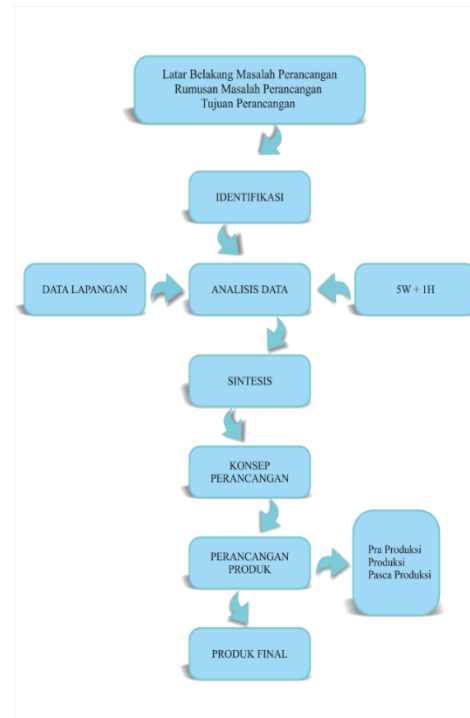 Latar Belakang Masalah Perancangan
Rumusan Masalah Perancangan
Tujuan Perancangan
IDENTIFIKASI
DATA LAPANGAN
ANALISIS DATA
5W + 1H
SINTESIS
KONSEP
PERANCANGAN
PERANCANGAN
PRODUK
Pra Produksi
Produksi
Pasca Produksi
PRODUK FINAL